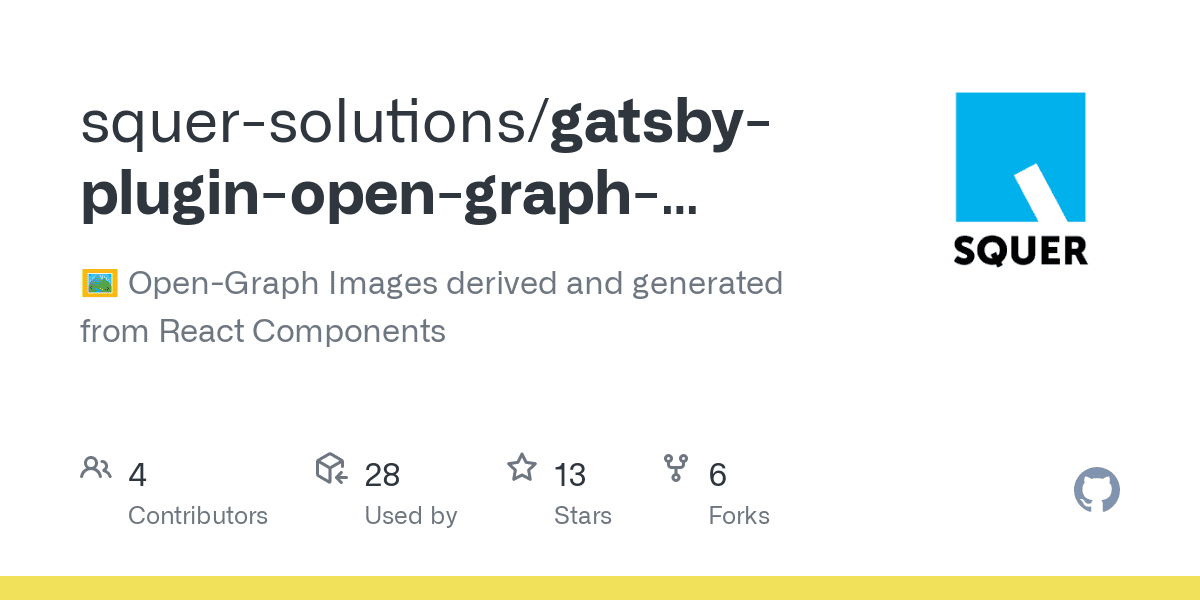 squer-solutions/gatsby-
plugin-open-graph-...
🖼️ Open-Graph Images derived and generated
from React Components
SQUER
4 28 13 6
Contributors Used by Stars Forks